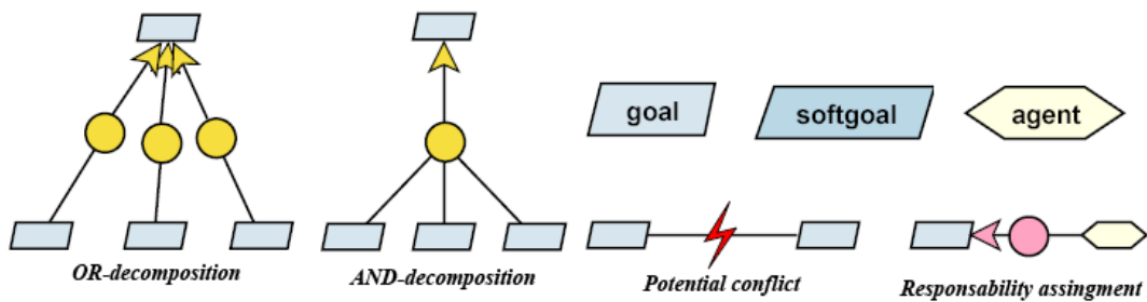 goal
softgoal
agent
OR-decomposition
AND-decomposition
Potential conflict
Responsability assingment